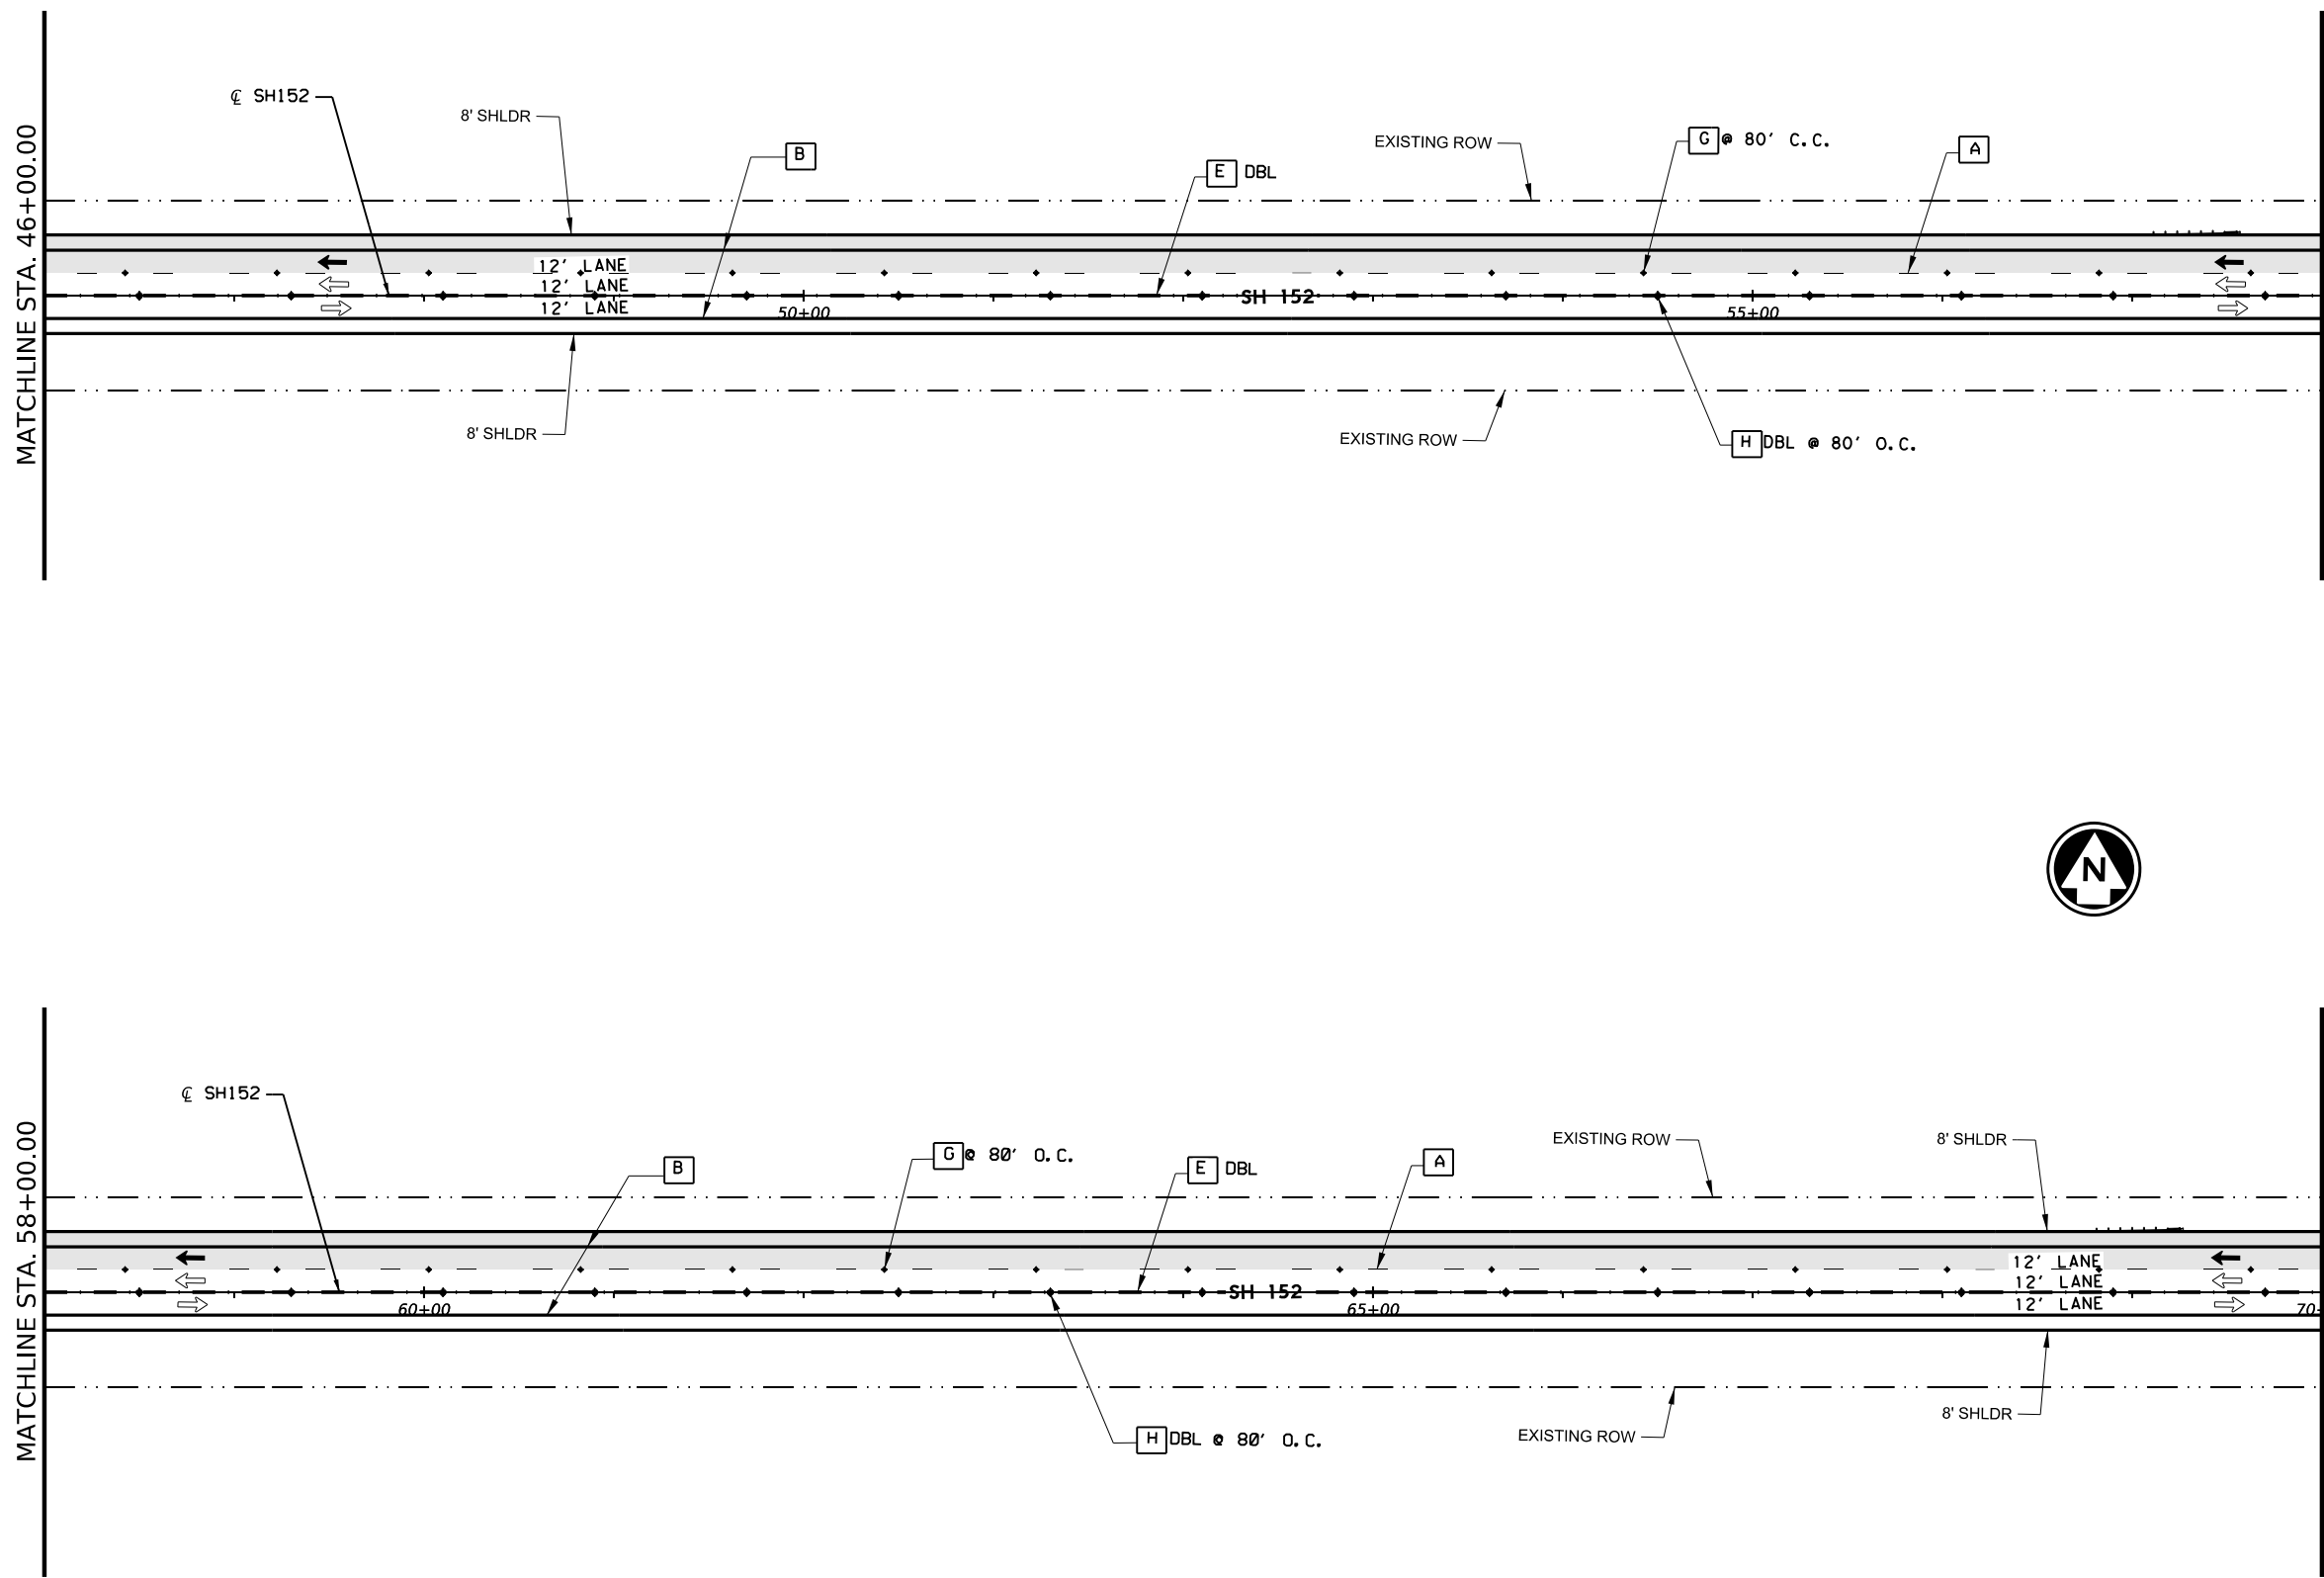 MATCHLINE STA. 46+00.00
℄ SH152
8' SHLDR
B
E DBL
EXISTING ROW
G @ 80' C.C.
A
12' LANE
12' LANE
12' LANE
SH 152
50+00
55+00
8' SHLDR
EXISTING ROW
H DBL @ 80' O.C.
N
MATCHLINE STA. 58+00.00
℄ SH152
B
G @ 80' O.C.
E DBL
A
EXISTING ROW
8' SHLDR
12' LANE
12' LANE
12' LANE
SH 152
60+00
65+00
70+
H DBL @ 80' O.C.
EXISTING ROW
8' SHLDR